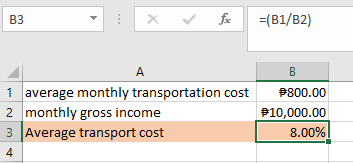 B3 fx =(B1/B2)
A B
1 average monthly transportation cost ₱800.00
2 monthly gross income ₱10,000.00
3 Average transport cost 8.00%
4